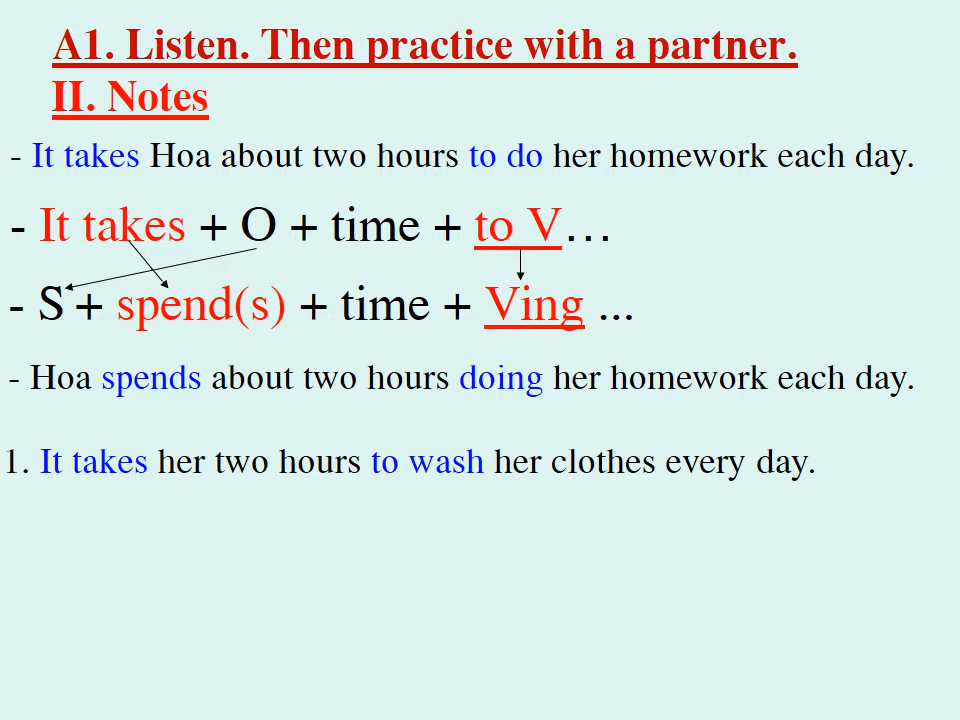 A1. Listen. Then practice with a partner.
II. Notes
- It takes Hoa about two hours to do her homework each day.
- It takes + O + time + to V…
- S + spend(s) + time + Ving ...
- Hoa spends about two hours doing her homework each day.
1. It takes her two hours to wash her clothes every day.